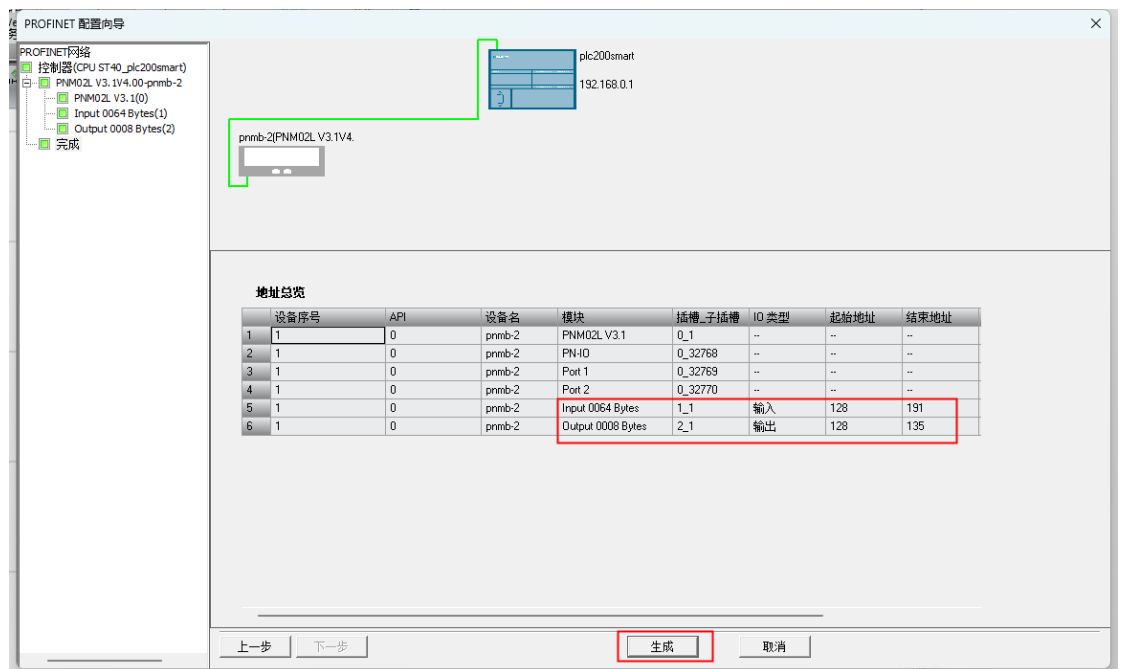 PROFINET 配置向导
PROFINET网络
控制器(CPU ST40_plc200smart)
PNM02L V3.1V4.00-pnmb-2
PNM02L V3.1(0)
Input 0064 Bytes(1)
Output 0008 Bytes(2)
完成
plc200smart
192.168.0.1
pnmb-2(PNM02L V3.1V4.
地址总览
设备序号 API 设备名 模块 插槽_子插槽 IO 类型 起始地址 结束地址
1 1 0 pnmb-2 PNM02L V3.1 0_1 -- -- --
2 1 0 pnmb-2 PN-IO 0_32768 -- -- --
3 1 0 pnmb-2 Port 1 0_32769 -- -- --
4 1 0 pnmb-2 Port 2 0_32770 -- -- --
5 1 0 pnmb-2 Input 0064 Bytes 1_1 输入 128 191
6 1 0 pnmb-2 Output 0008 Bytes 2_1 输出 128 135
上一步 下一步 生成 取消